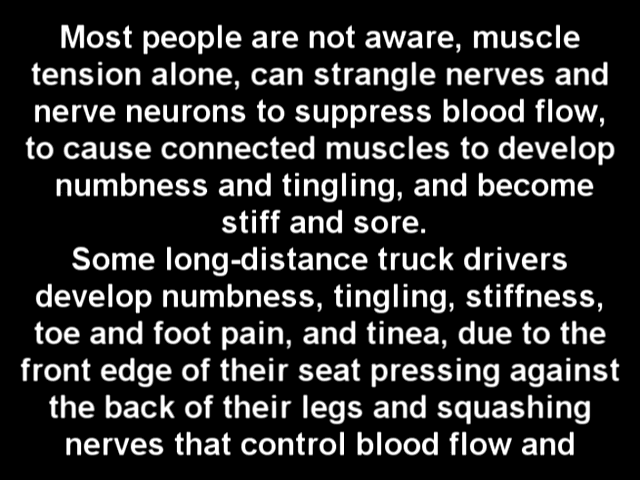 Most people are not aware, muscle
tension alone, can strangle nerves and
nerve neurons to suppress blood flow,
to cause connected muscles to develop
numbness and tingling, and become
stiff and sore.
Some long-distance truck drivers
develop numbness, tingling, stiffness,
toe and foot pain, and tinea, due to the
front edge of their seat pressing against
the back of their legs and squashing
nerves that control blood flow and